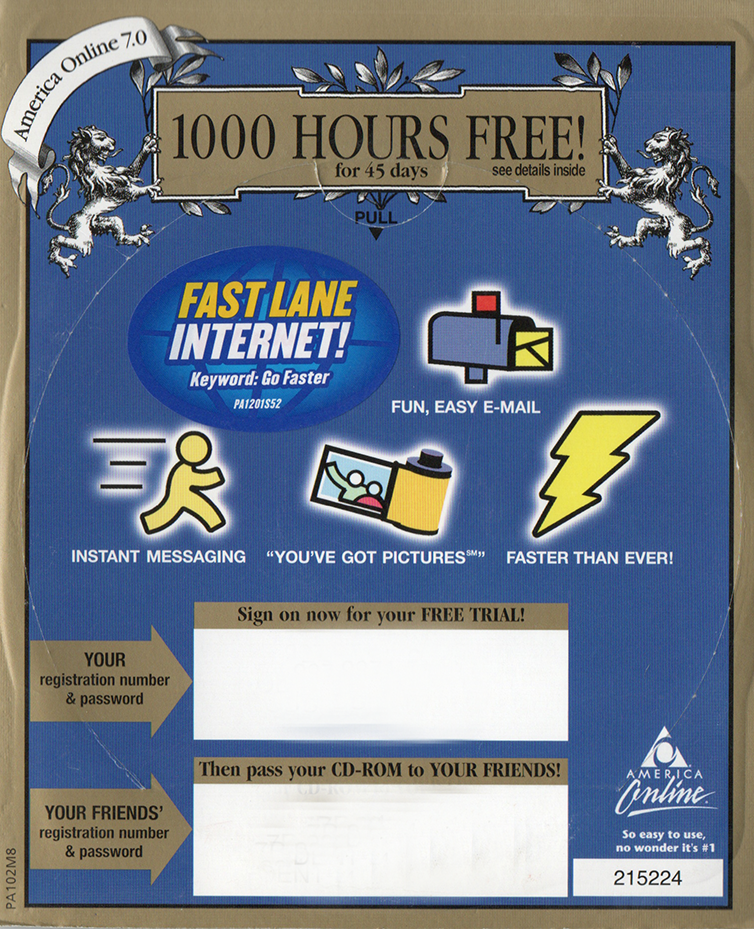 America Online 7.0
1000 HOURS FREE!
for 45 days
see details inside
PULL
FAST LANE
INTERNET!
Keyword: Go Faster
PA1201S52
FUN, EASY E-MAIL
INSTANT MESSAGING
“YOU’VE GOT PICTURES℠”
FASTER THAN EVER!
Sign on now for your FREE TRIAL!
YOUR
registration number
& password
Then pass your CD-ROM to YOUR FRIENDS!
YOUR FRIENDS’
registration number
& password
AMERICA
Online.
So easy to use,
no wonder it's #1
215224
PA102M8